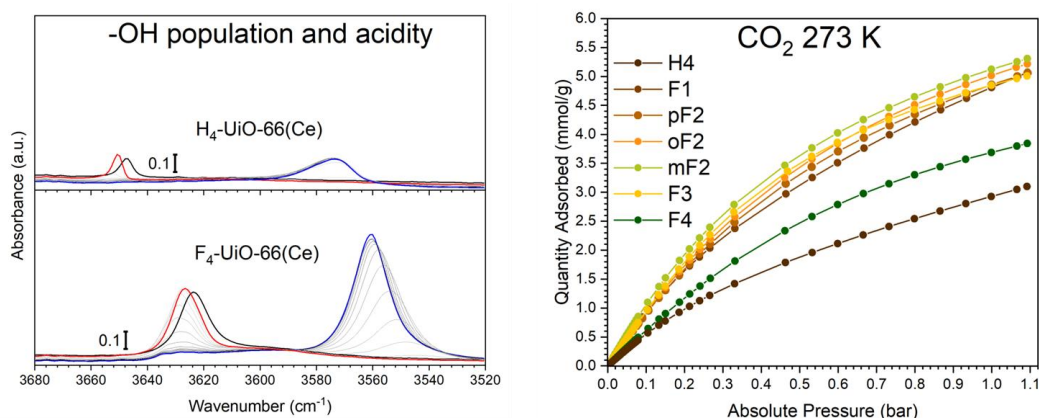 -OH population and acidity
H₄-UiO-66(Ce)
0.1
F₄-UiO-66(Ce)
0.1
Absorbance (a.u.)
3680 3660 3640 3620 3600 3580 3560 3540 3520
Wavenumber (cm⁻¹)
CO₂ 273 K
H4
F1
pF2
oF2
mF2
F3
F4
Quantity Adsorbed (mmol/g)
6.0
5.5
5.0
4.5
4.0
3.5
3.0
2.5
2.0
1.5
1.0
0.5
0.0
0.0 0.1 0.2 0.3 0.4 0.5 0.6 0.7 0.8 0.9 1.0 1.1
Absolute Pressure (bar)